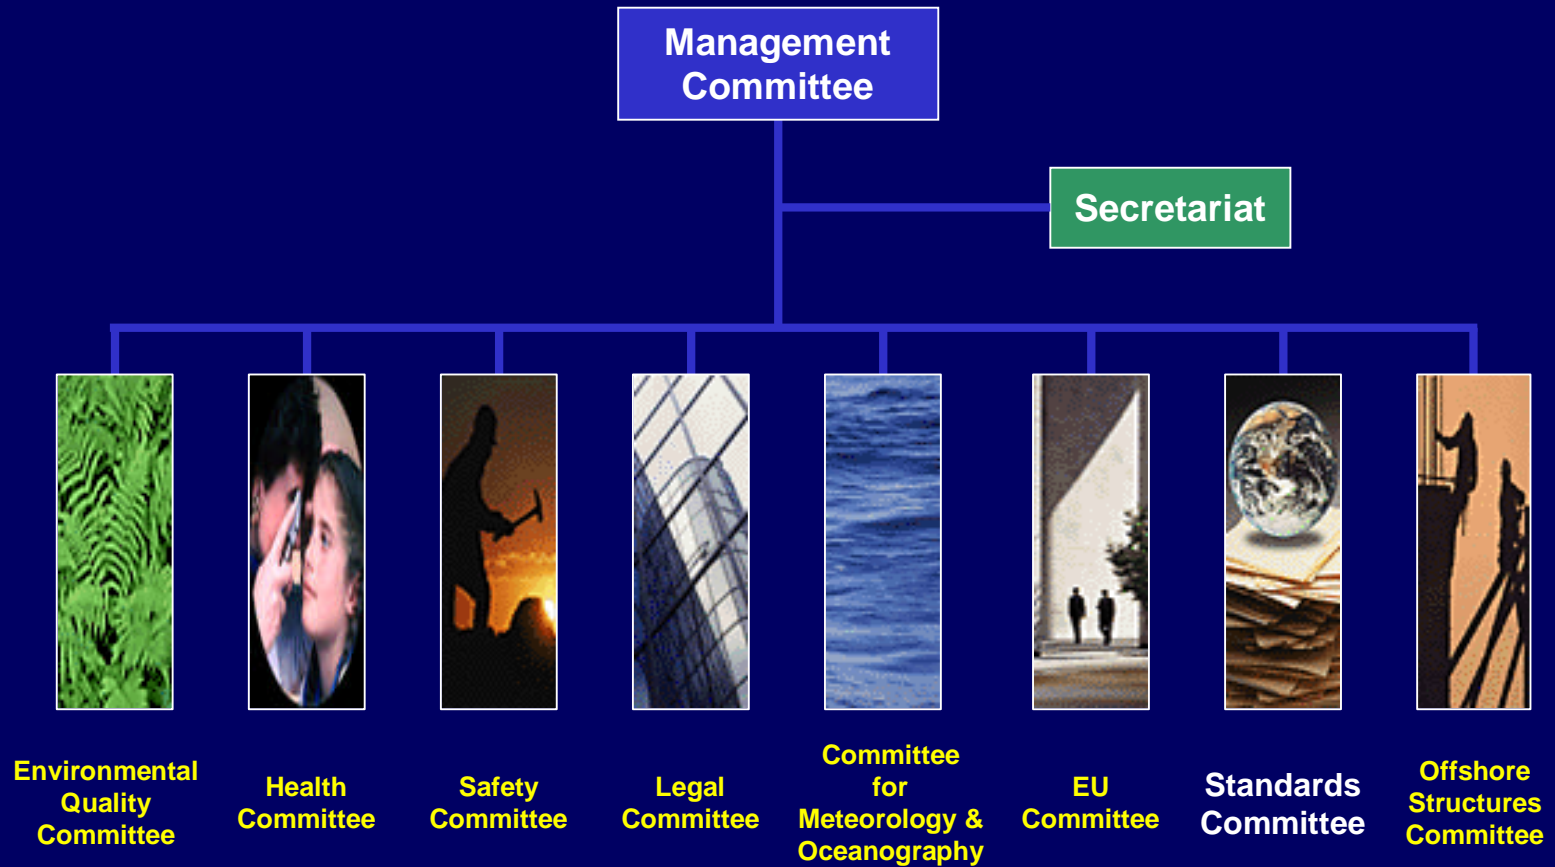 Management
Committee
Secretariat
Environmental
Quality
Committee
Health
Committee
Safety
Committee
Legal
Committee
Committee
for
Meteorology &
Oceanography
EU
Committee
Standards
Committee
Offshore
Structures
Committee